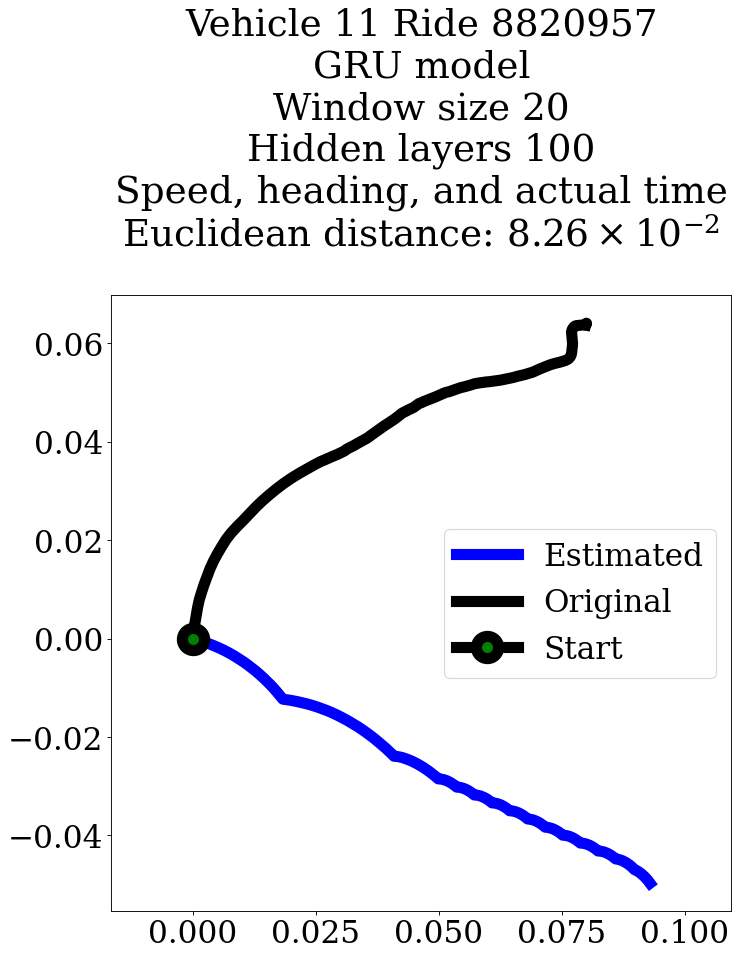 Vehicle 11 Ride 8820957
GRU model
Window size 20
Hidden layers 100
Speed, heading, and actual time
Euclidean distance: 8.26 × 10⁻²
0.06
0.04
0.02
0.00
−0.02
−0.04
Estimated
Original
Start
0.000 0.025 0.050 0.075 0.100